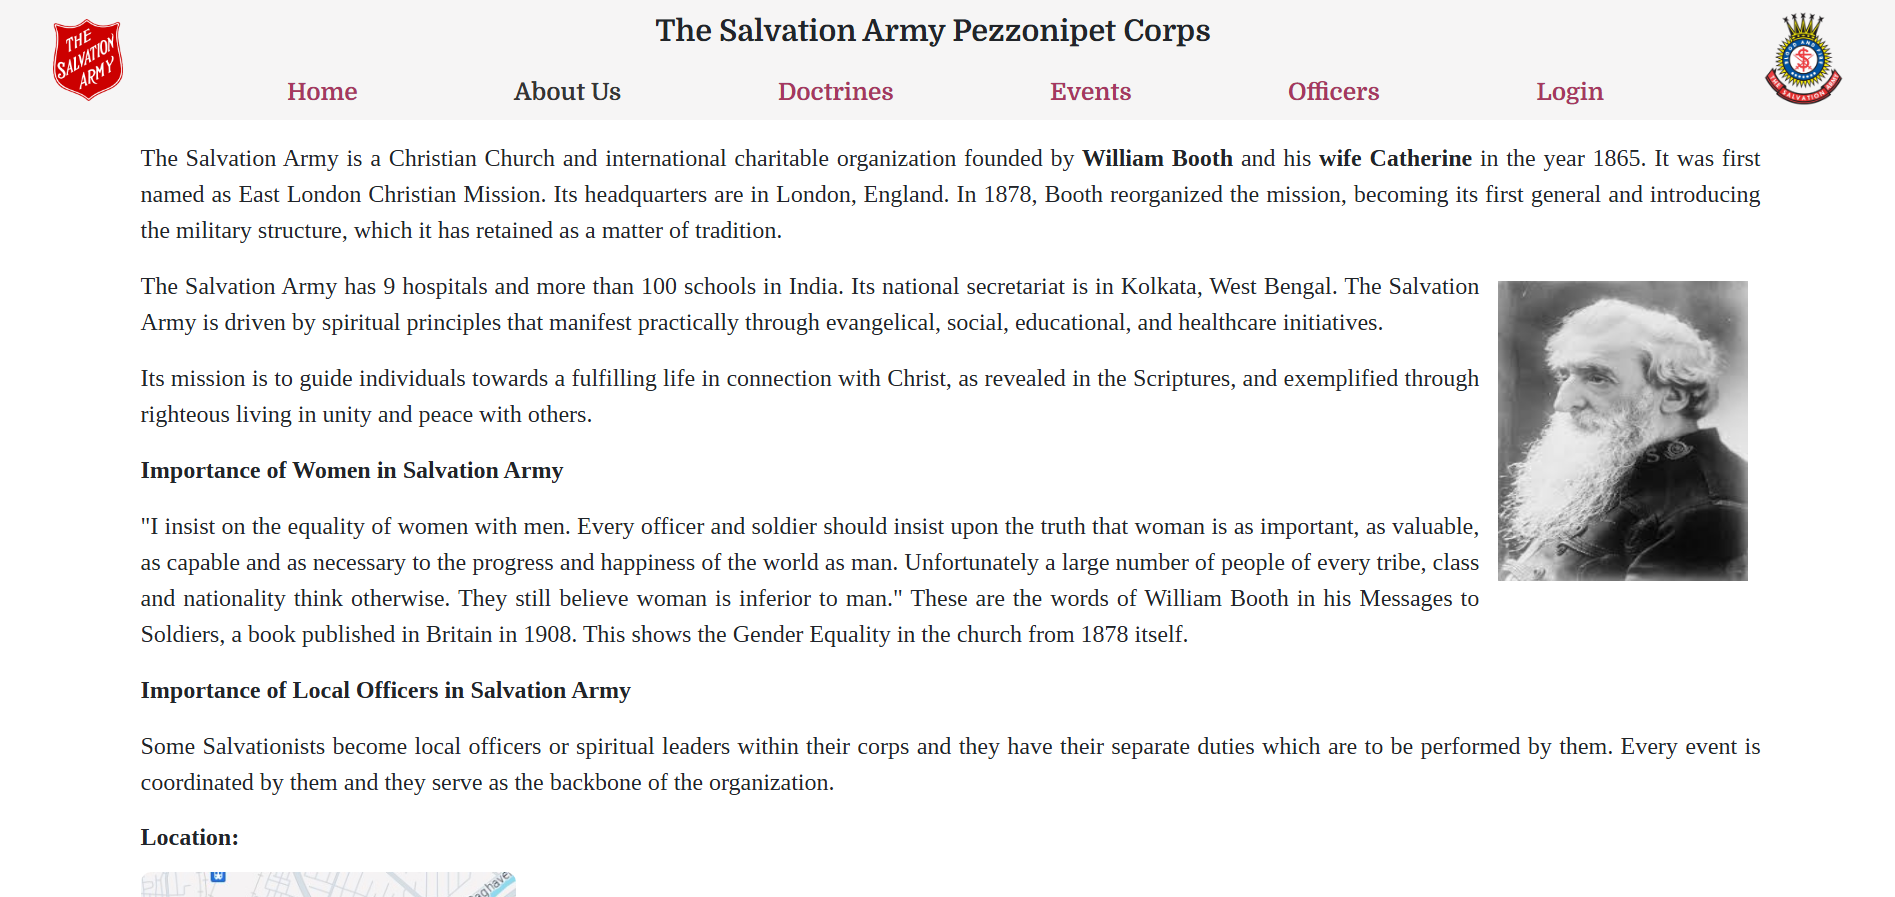 THE
SALVATION
ARMY
The Salvation Army Pezzonipet Corps
BLOOD AND FIRE
S
THE SALVATION ARMY
Home About Us Doctrines Events Officers Login
The Salvation Army is a Christian Church and international charitable organization founded by William Booth and his wife Catherine in the year 1865. It was first
named as East London Christian Mission. Its headquarters are in London, England. In 1878, Booth reorganized the mission, becoming its first general and introducing
the military structure, which it has retained as a matter of tradition.
The Salvation Army has 9 hospitals and more than 100 schools in India. Its national secretariat is in Kolkata, West Bengal. The Salvation
Army is driven by spiritual principles that manifest practically through evangelical, social, educational, and healthcare initiatives.
Its mission is to guide individuals towards a fulfilling life in connection with Christ, as revealed in the Scriptures, and exemplified through
righteous living in unity and peace with others.
S
Importance of Women in Salvation Army
"I insist on the equality of women with men. Every officer and soldier should insist upon the truth that woman is as important, as valuable,
as capable and as necessary to the progress and happiness of the world as man. Unfortunately a large number of people of every tribe, class
and nationality think otherwise. They still believe woman is inferior to man." These are the words of William Booth in his Messages to
Soldiers, a book published in Britain in 1908. This shows the Gender Equality in the church from 1878 itself.
Importance of Local Officers in Salvation Army
Some Salvationists become local officers or spiritual leaders within their corps and they have their separate duties which are to be performed by them. Every event is
coordinated by them and they serve as the backbone of the organization.
Location: